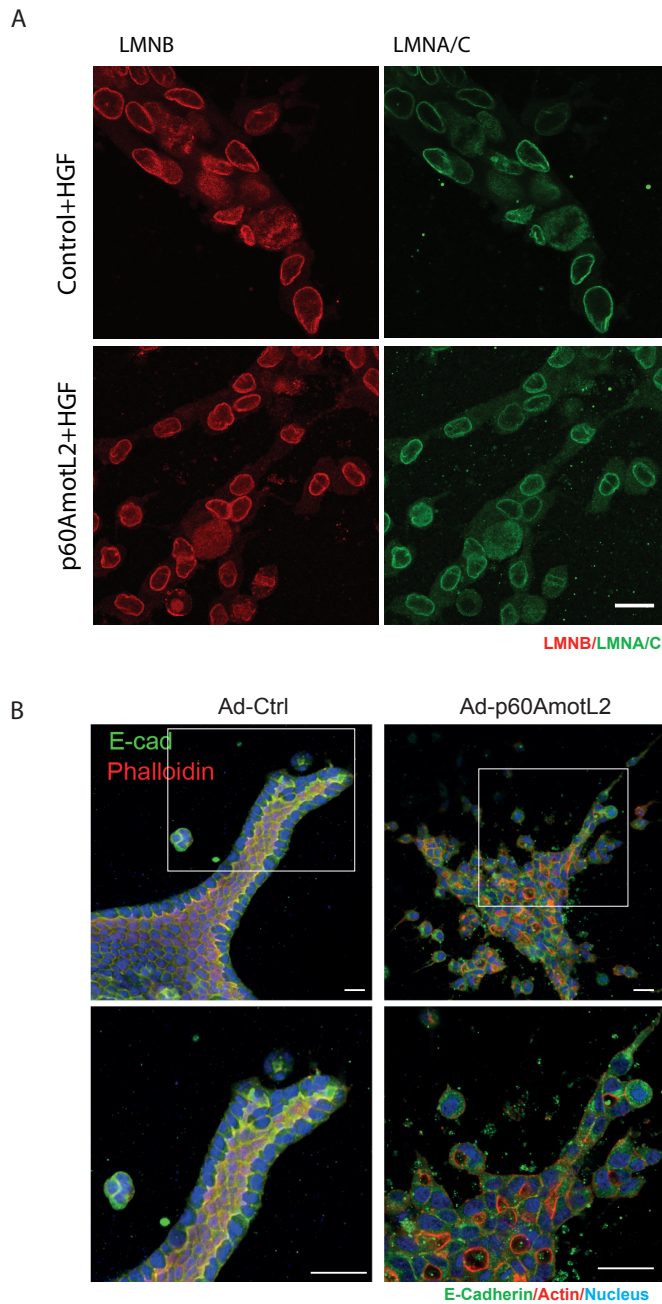 A
LMNB LMNA/C
Control+HGF
p60AmotL2+HGF
LMNB/LMNA/C
B
Ad-Ctrl Ad-p60AmotL2
E-cad
Phalloidin
E-Cadherin/Actin/Nucleus